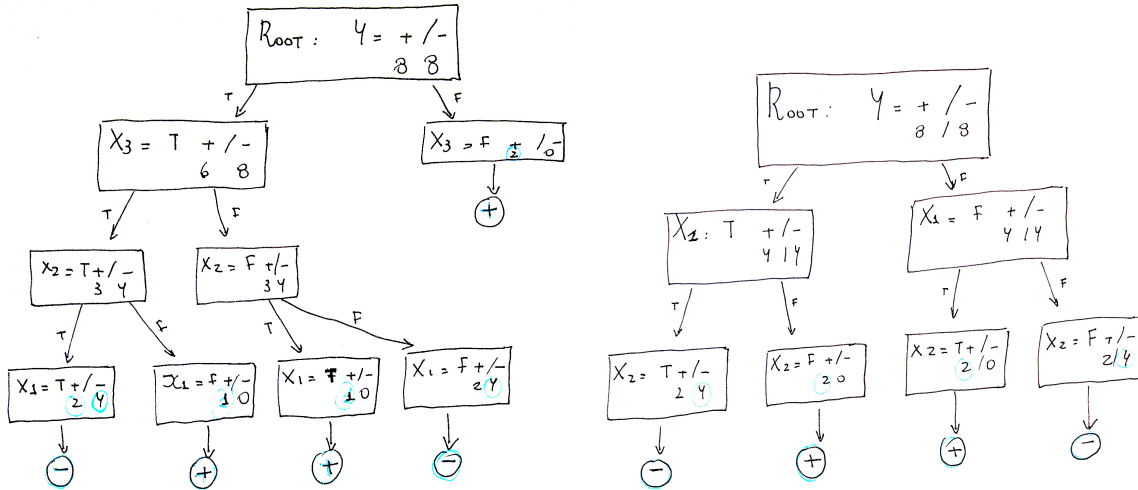 ROOT: Y = + / -
8 8
T F
X3 = T + / -
6 8
X3 = F + / -
2 0
+
T F
X2 = T + / -
3 4
X2 = F + / -
3 4
T F T F
X1 = T + / -
2 4
X1 = F + / -
1 0
X1 = T + / -
1 0
X1 = F + / -
2 4
-
+
+
-
ROOT: Y = + / -
8 / 8
T F
X1 : T + / -
4 / 4
X1 = F + / -
4 / 4
T F T F
X2 = T + / -
2 4
X2 = F + / -
2 0
X2 = T + / -
2 / 0
X2 = F + / -
2 / 4
-
+
+
-